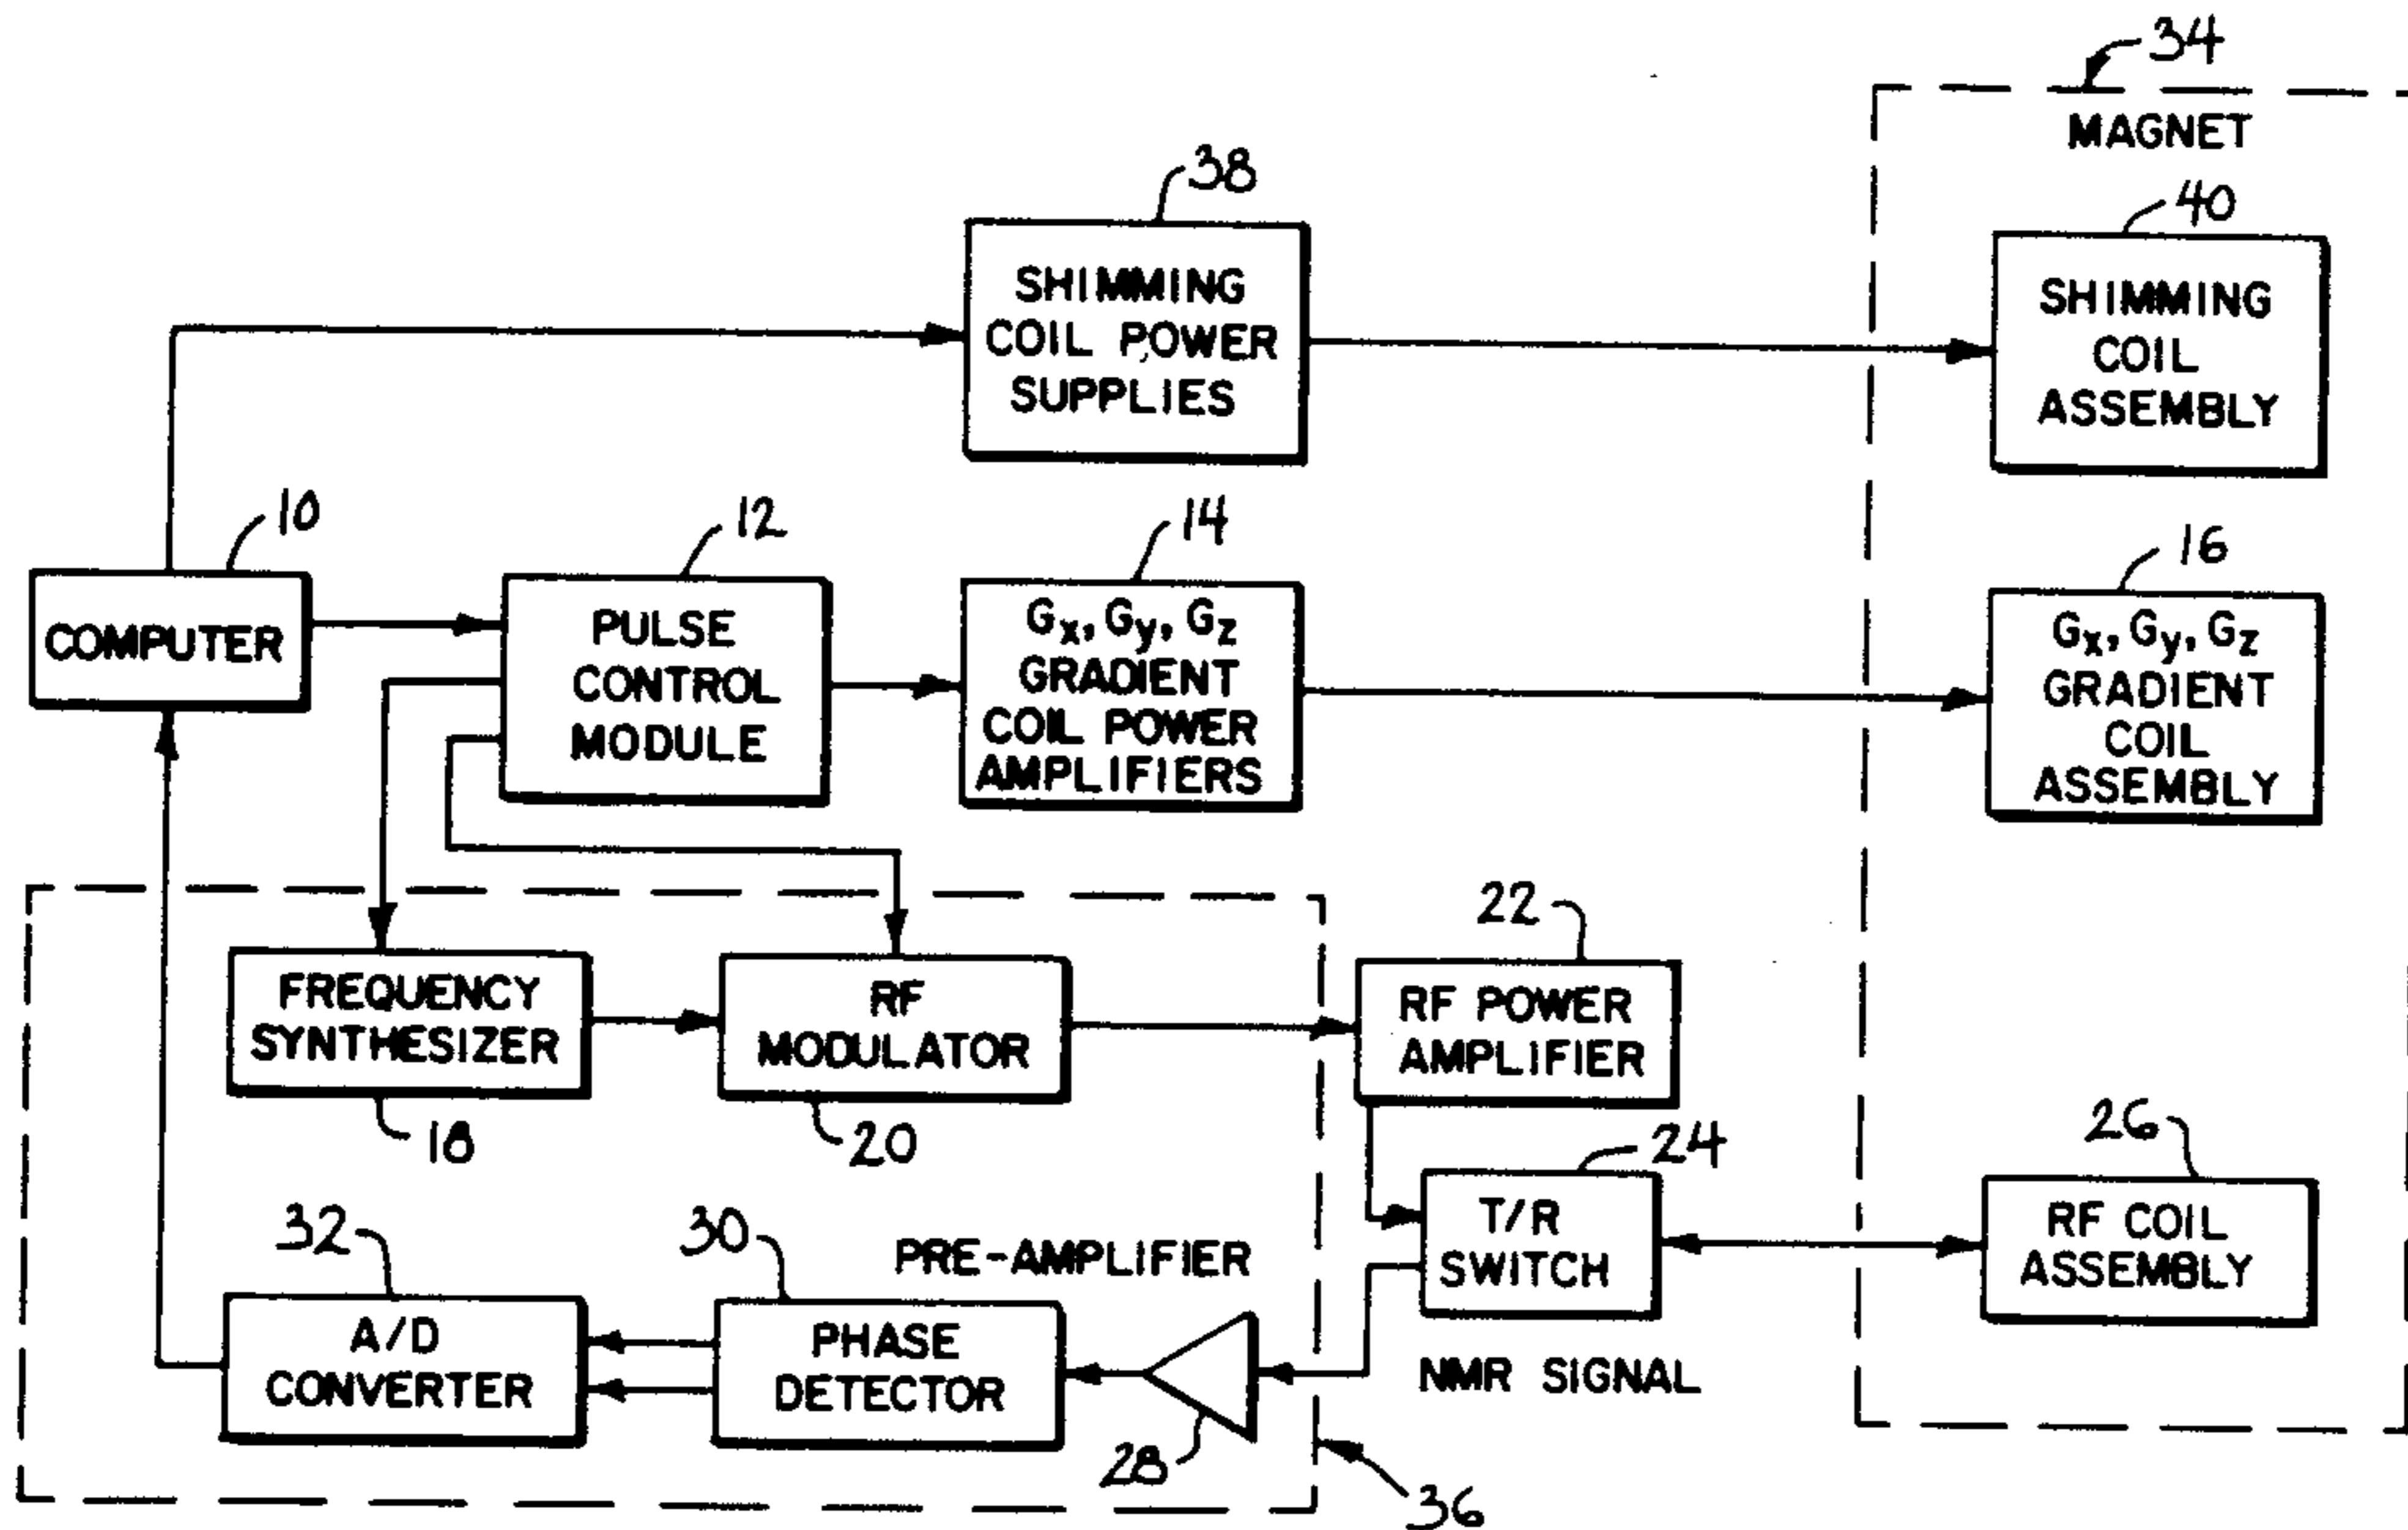 34
MAGNET
38
SHIMMING
COIL POWER
SUPPLIES
40
SHIMMING
COIL
ASSEMBLY
10
COMPUTER
12
PULSE
CONTROL
MODULE
14
Gx, Gy, Gz
GRADIENT
COIL POWER
AMPLIFIERS
16
Gx, Gy, Gz
GRADIENT
COIL
ASSEMBLY
FREQUENCY
SYNTHESIZER
18
RF
MODULATOR
20
22
RF POWER
AMPLIFIER
24
T/R
SWITCH
26
RF COIL
ASSEMBLY
32
A/D
CONVERTER
30
PHASE
DETECTOR
PRE-AMPLIFIER
28
NMR SIGNAL
36